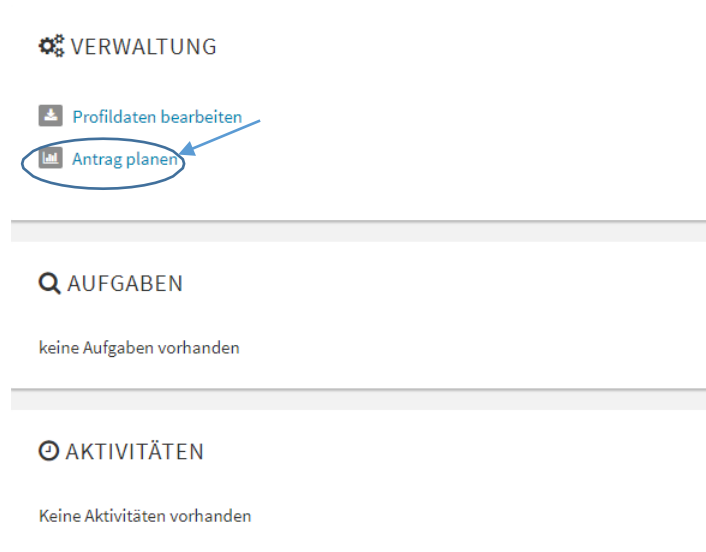 VERWALTUNG
Profildaten bearbeiten
Antrag planen
AUFGABEN
keine Aufgaben vorhanden
AKTIVITÄTEN
Keine Aktivitäten vorhanden